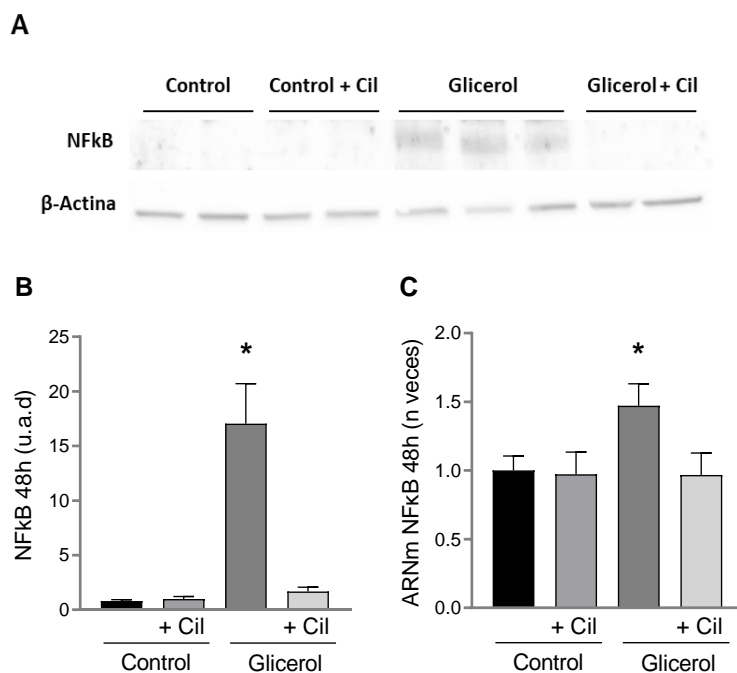 A
Control Control + Cil Glicerol Glicerol + Cil
NFkB
β-Actina
B
NFkB 48h (u.a.d)
25
20
15
10
5
0
*
+ Cil + Cil
Control Glicerol
C
ARNm NFkB 48h (n veces)
2.0
1.5
1.0
0.5
0.0
*
+ Cil + Cil
Control Glicerol